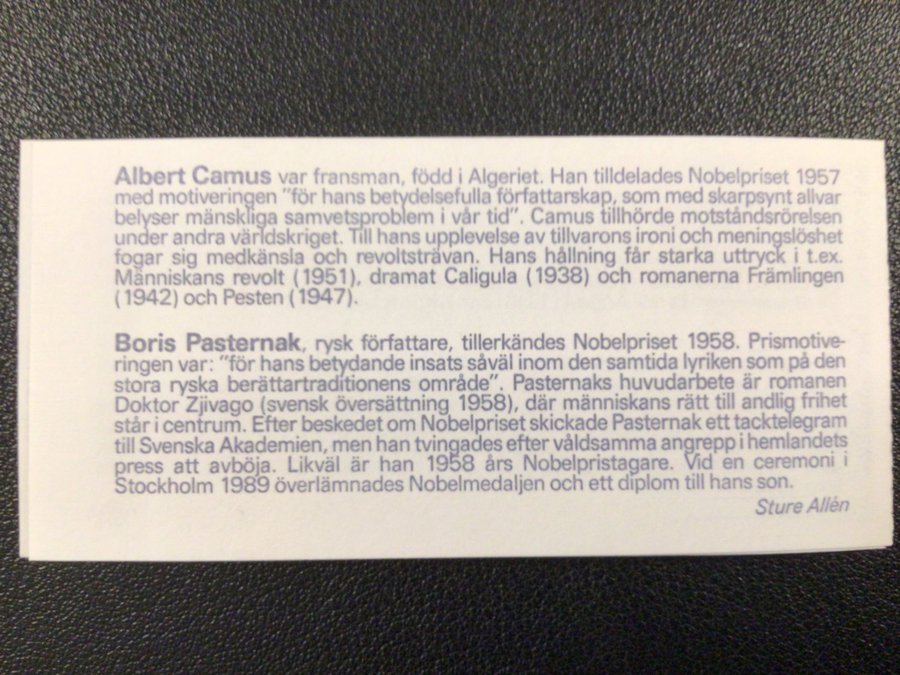 Albert Camus var fransman, född i Algeriet. Han tilldelades Nobelpriset 1957
med motiveringen "för hans betydelsefulla författarskap, som med skarpsynt allvar
belyser mänskliga samvetsproblem i vår tid". Camus tillhörde motståndsrörelsen
under andra världskriget. Till hans upplevelse av tillvarons ironi och meningslöshet
fogar sig medkänsla och revoltsträvan. Hans hållning får starka uttryck i t.ex.
Människans revolt (1951), dramat Caligula (1938) och romanerna Främlingen
(1942) och Pesten (1947).
Boris Pasternak, rysk författare, tillerkändes Nobelpriset 1958. Prismotive-
ringen var: "för hans betydande insats såväl inom den samtida lyriken som på den
stora ryska berättartraditionens område". Pasternaks huvudarbete är romanen
Doktor Zjivago (svensk översättning 1958), där människans rätt till andlig frihet
står i centrum. Efter beskedet om Nobelpriset skickade Pasternak ett tacktelegram
till Svenska Akademien, men han tvingades efter våldsamma angrepp i hemlandets
press att avböja. Likväl är han 1958 års Nobelpristagare. Vid en ceremoni i
Stockholm 1989 överlämnades Nobelmedaljen och ett diplom till hans son.
Sture Allèn